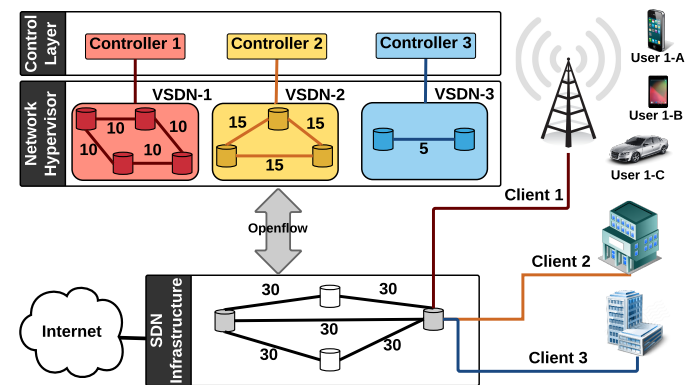 Control
Layer
Controller 1
Controller 2
Controller 3
Network
Hypervisor
VSDN-1
10
10
10
10
VSDN-2
15
15
15
VSDN-3
5
User 1-A
User 1-B
User 1-C
Openflow
Client 1
Client 2
Client 3
Internet
SDN
Infrastructure
30
30
30
30
30